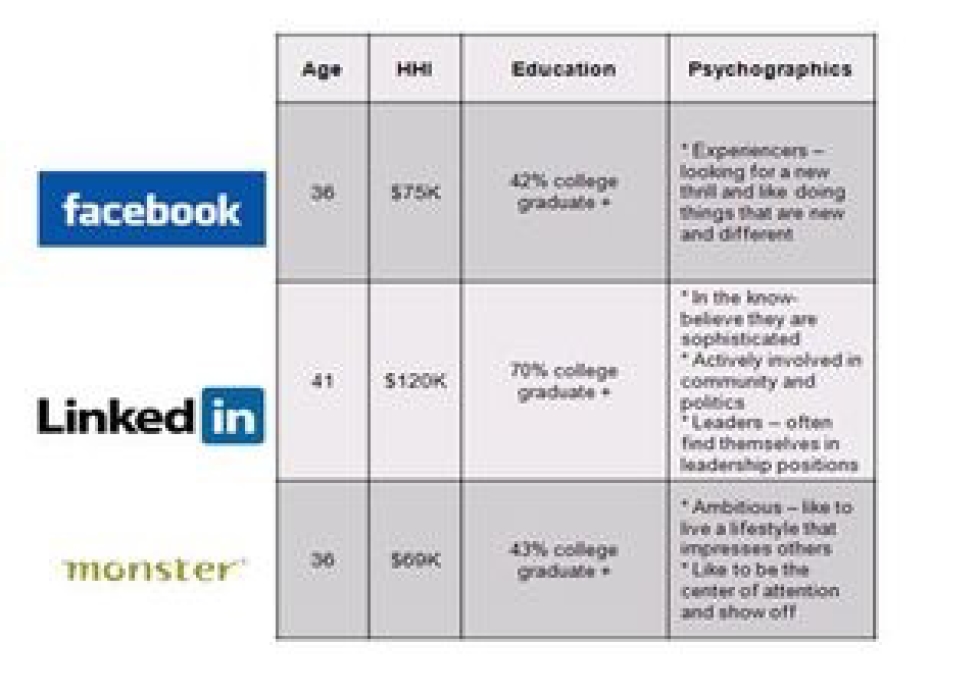 Age HHI Education Psychographics
facebook
36 $75K 42% college
graduate +
* Experiencers –
looking for a new
thrill and like doing
things that are new
and different
Linked in
41 $120K 70% college
graduate +
* In the know-
believe they are
sophisticated
* Actively involved in
community and
politics
* Leaders – often
find themselves in
leadership positions
monster
36 $69K 43% college
graduate +
* Ambitious – like to
live a lifestyle that
impresses others
* Like to be the
center of attention
and show off